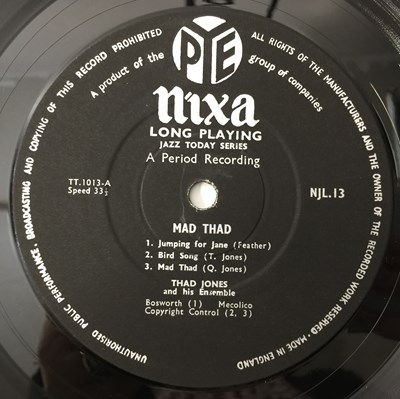 ALL RIGHTS OF THE MANUFACTURERS AND THE OWNER OF THE RECORDED WORK RESERVED · MADE IN ENGLAND
UNAUTHORISED PUBLIC PERFORMANCE, BROADCASTING AND COPYING OF THIS RECORD PROHIBITED
A product of the
PYE
group of companies
nixa
LONG PLAYING
JAZZ TODAY SERIES
A Period Recording
TT.1013-A
Speed 33⅓
NJL.13
MAD THAD
1. Jumping for Jane (Feather)
2. Bird Song (T. Jones)
3. Mad Thad (Q. Jones)
THAD JONES
and his Ensemble
Bosworth (1) Mecolico
Copyright Control (2, 3)